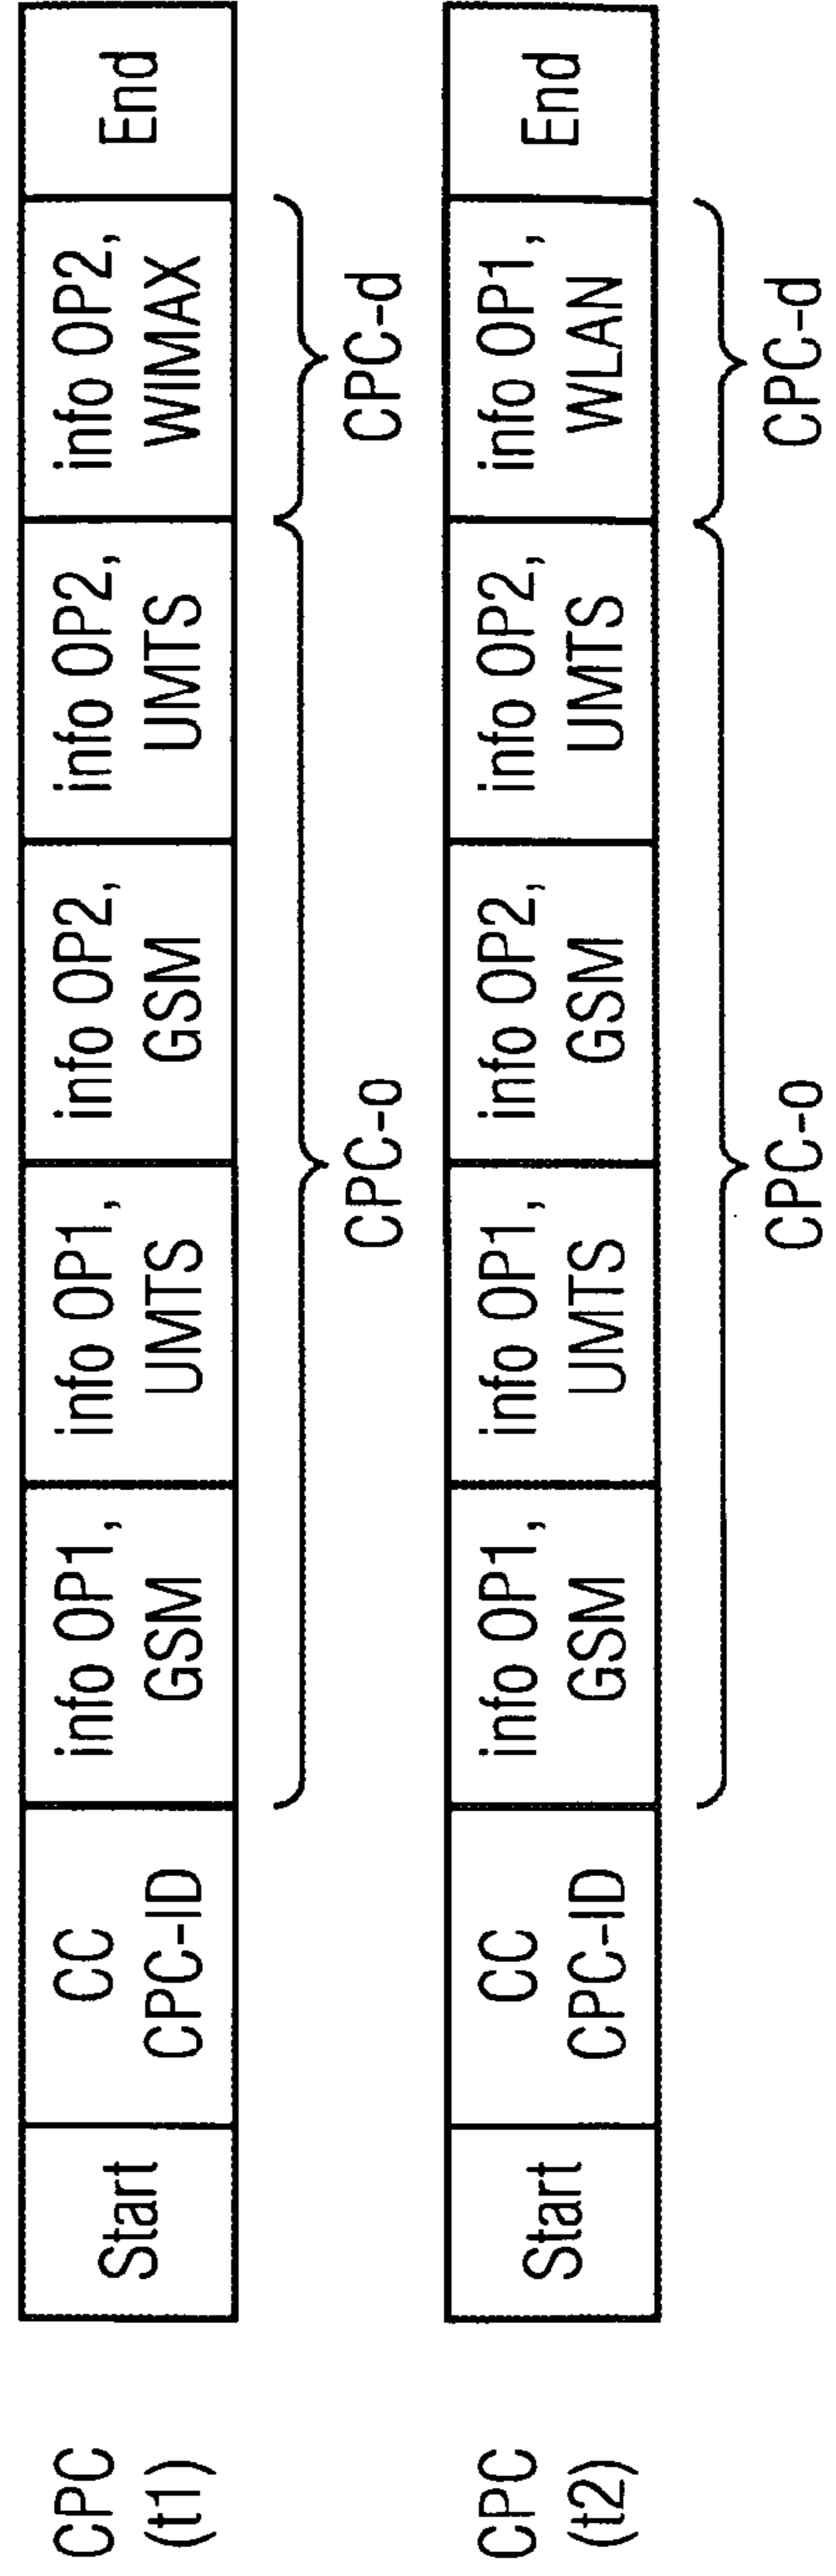 CPC
(t1)
Start
CC
CPC-ID
info OP1,
GSM
info OP1,
UMTS
info OP2,
GSM
info OP2,
UMTS
info OP2,
WIMAX
End
CPC-o
CPC-d
CPC
(t2)
Start
CC
CPC-ID
info OP1,
GSM
info OP1,
UMTS
info OP2,
GSM
info OP2,
UMTS
info OP1,
WLAN
End
CPC-o
CPC-d